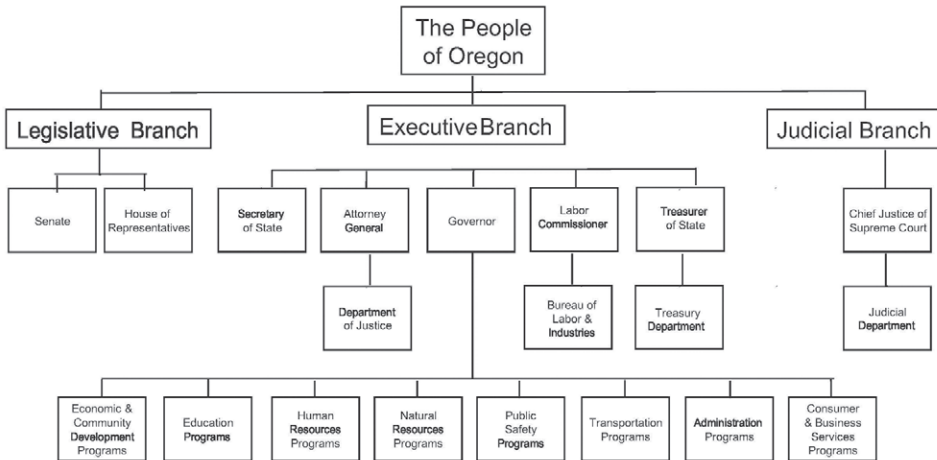 The People
of Oregon
Legislative Branch
Executive Branch
Judicial Branch
Senate
House of
Representatives
Secretary
of State
Attorney
General
Governor
Labor
Commissioner
Treasurer
of State
Chief Justice of
Supreme Court
Department
of Justice
Bureau of
Labor &
Industries
Treasury
Department
Judicial
Department
Economic &
Community
Development
Programs
Education
Programs
Human
Resources
Programs
Natural
Resources
Programs
Public
Safety
Programs
Transportation
Programs
Administration
Programs
Consumer
& Business
Services
Programs